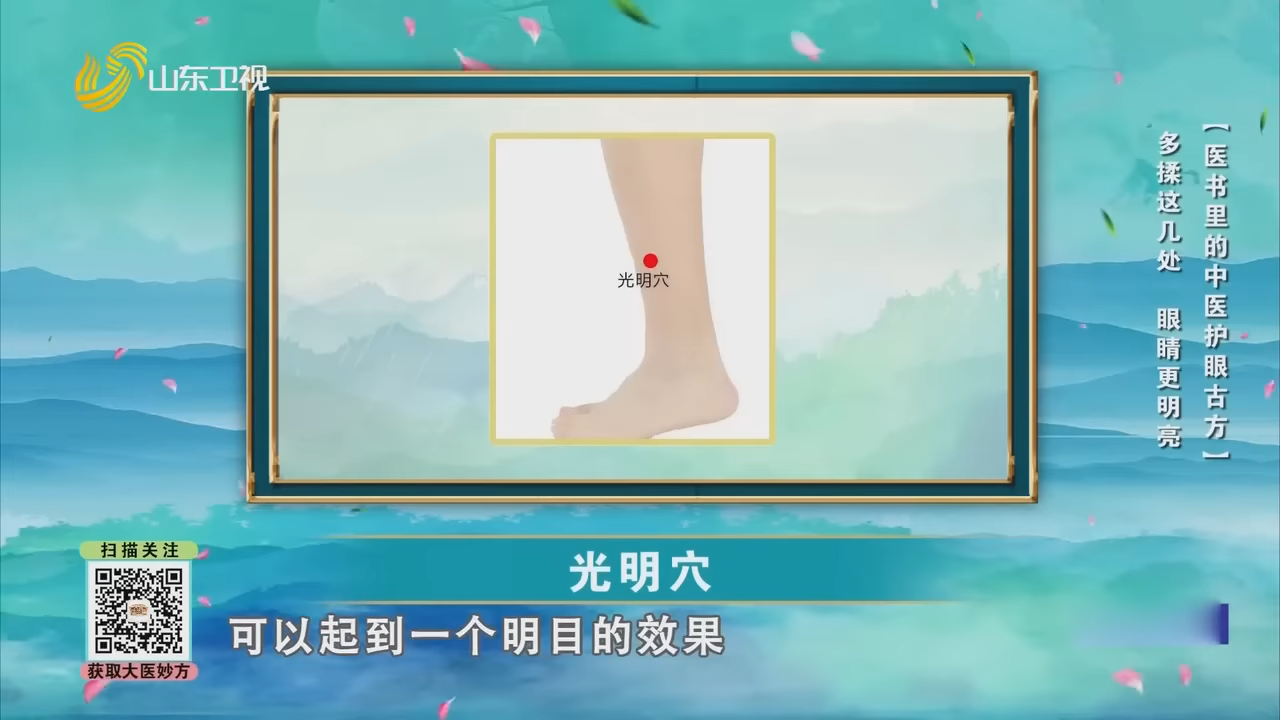 山东卫视
【医书里的中医护眼古方】
多揉这几处 眼睛更明亮
光明穴
光明穴
可以起到一个明目的效果
扫描关注
获取大医妙方